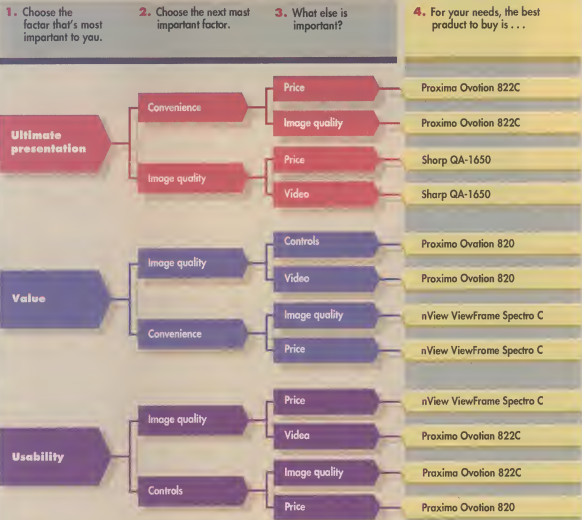 1. Choose the
factor that's most
important to you.
2. Choose the next most
important factor.
3. What else is
important?
4. For your needs, the best
product to buy is . . .
Ultimate
presentation
Convenience
Price
Proxima Ovation 822C
Image quality
Proxima Ovation 822C
Image quality
Price
Sharp QA-1650
Video
Sharp QA-1650
Value
Image quality
Controls
Proxima Ovation 820
Video
Proxima Ovation 820
Convenience
Image quality
nView ViewFrame Spectra C
Price
nView ViewFrame Spectra C
Usability
Image quality
Price
nView ViewFrame Spectra C
Video
Proxima Ovation 822C
Controls
Image quality
Proxima Ovation 822C
Price
Proxima Ovation 820